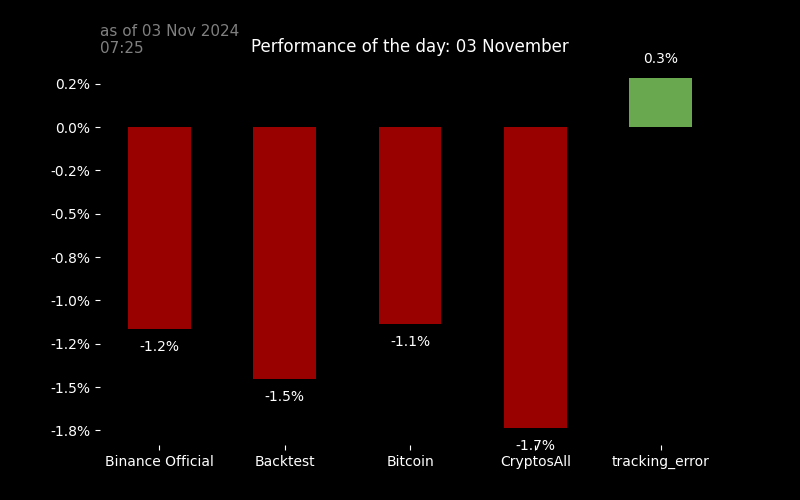 as of 03 Nov 2024
07:25
Performance of the day: 03 November
0.3%
0.2%
0.0%
-0.2%
-0.5%
-0.8%
-1.0%
-1.2%
-1.5%
-1.8%
-1.2%
-1.5%
-1.1%
-1.7%
Binance Official
Backtest
Bitcoin
CryptosAll
tracking_error